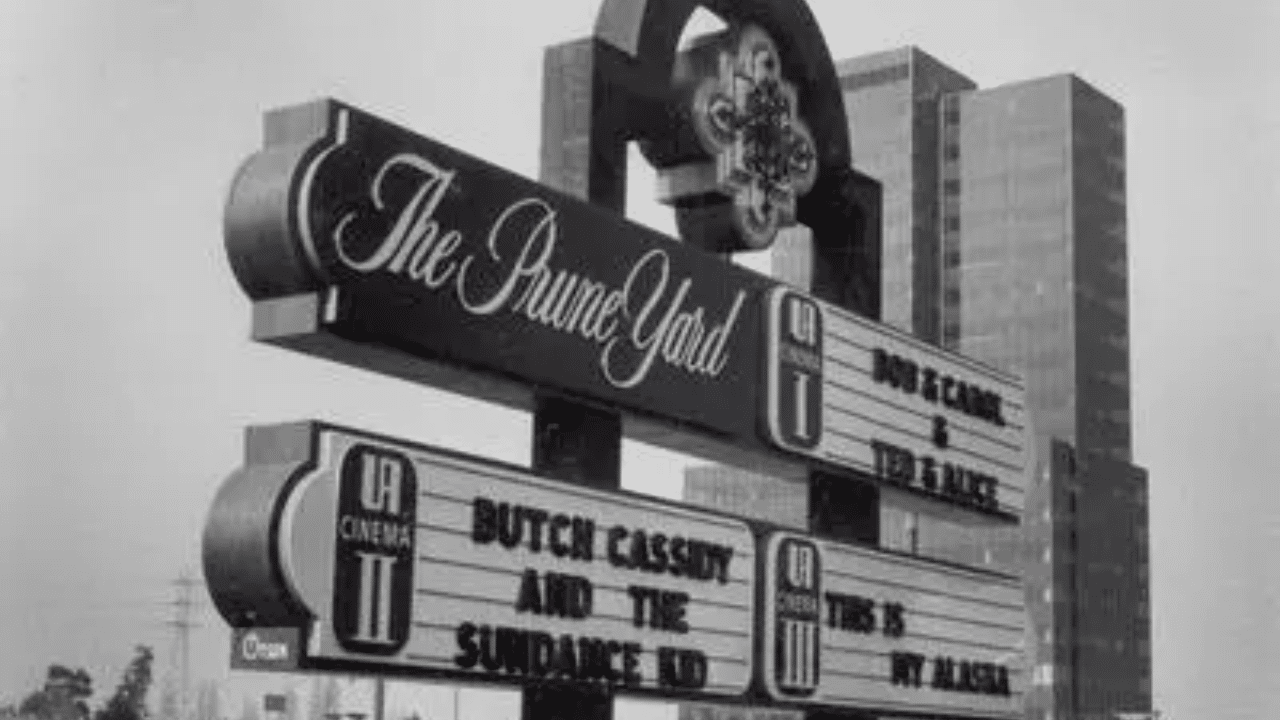 The Prune Yard
UA
CINEMA
I
BOB & CAROL
&
TED & ALICE
UA
CINEMA
II
BUTCH CASSIDY
AND THE
SUNDANCE KID
UA
CINEMA
III
THIS IS
MY ALASKA